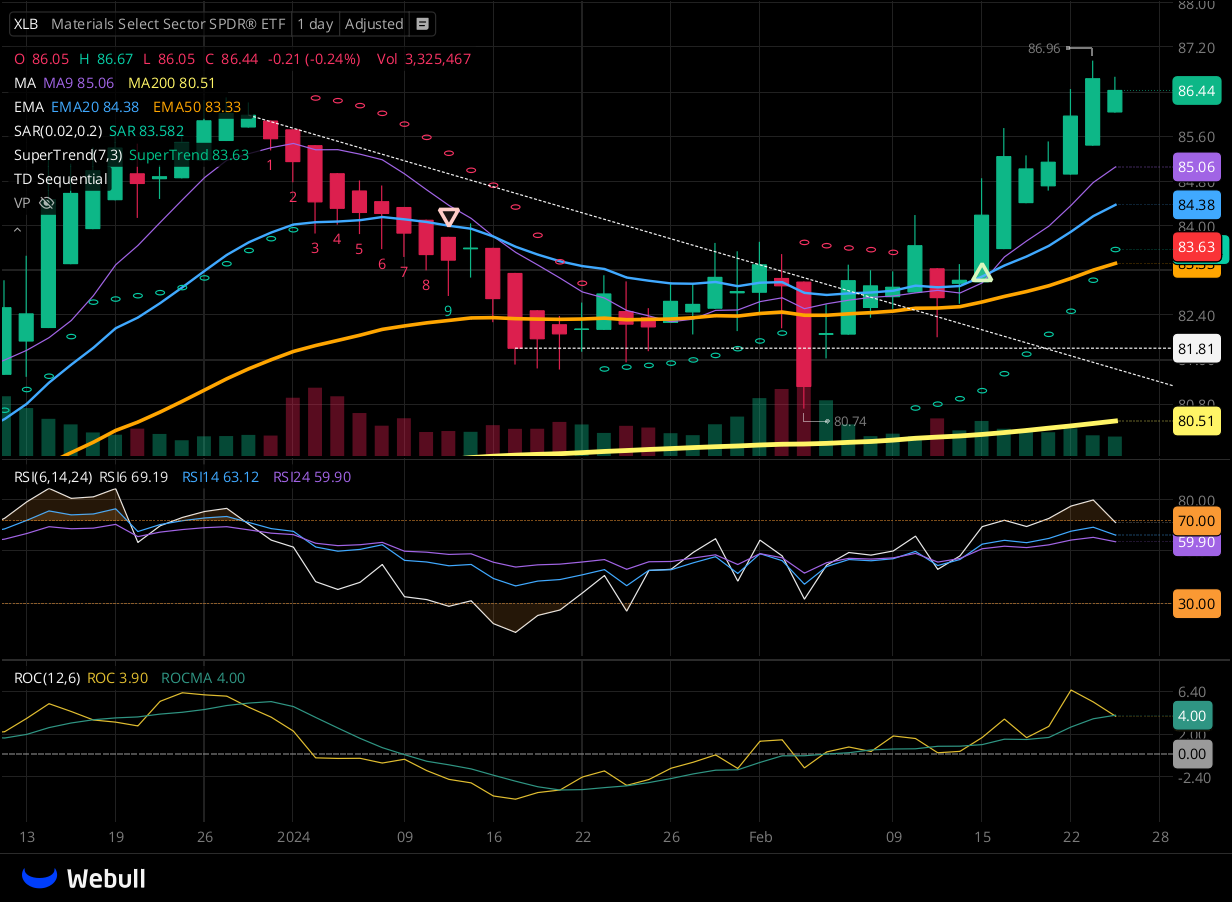 XLB Materials Select Sector SPDR® ETF 1 day Adjusted
O 86.05 H 86.67 L 86.05 C 86.44 -0.21 (-0.24%) Vol 3,325,467
MA MA9 85.06 MA200 80.51
EMA EMA20 84.38 EMA50 83.33
SAR(0.02,0.2) SAR 83.582
SuperTrend(7,3) SuperTrend 83.63
TD Sequential
VP
88.00
87.20
86.44
85.60
85.06
84.80
84.38
84.00
83.63
82.40
81.81
80.80
80.51
86.96
80.74
1
2
3
4
5
6
7
8
9
RSI(6,14,24) RSI6 69.19 RSI14 63.12 RSI24 59.90
80.00
70.00
59.90
30.00
ROC(12,6) ROC 3.90 ROCMA 4.00
6.40
4.00
2.00
0.00
-2.40
13 19 26 2024 09 16 22 26 Feb 09 15 22 28
Webull